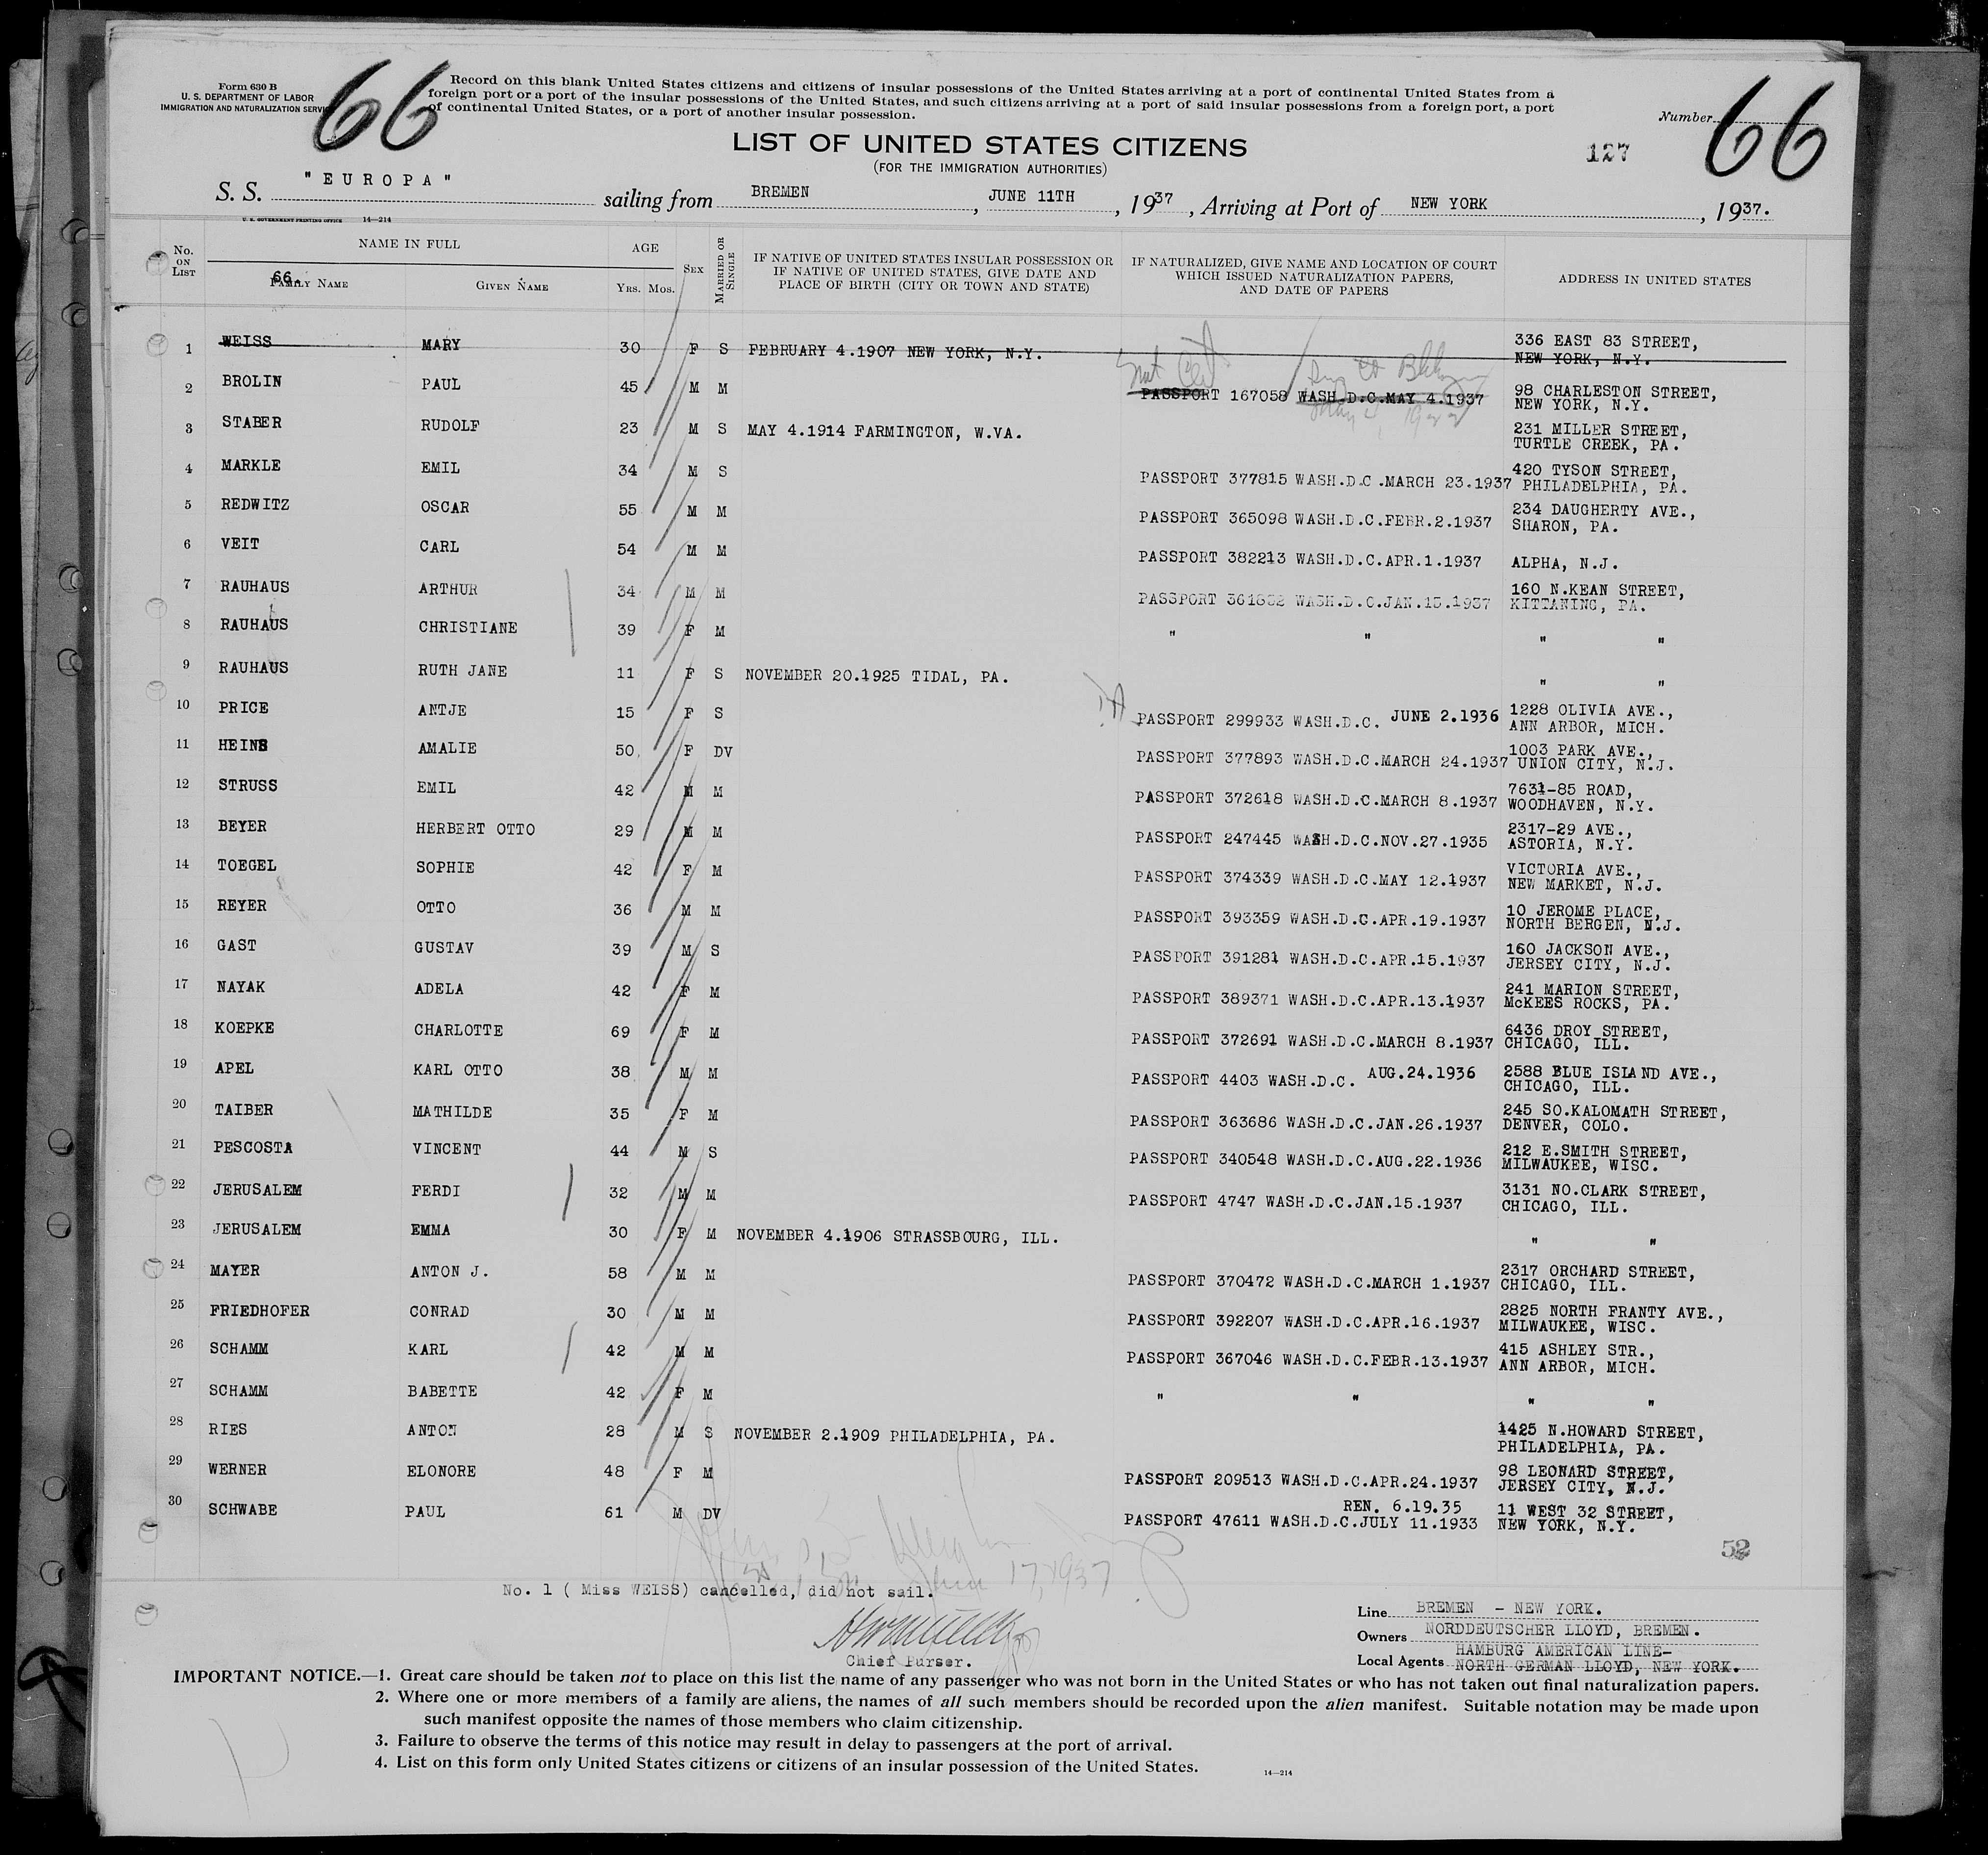 Form 630 B
U. S. DEPARTMENT OF LABOR
IMMIGRATION AND NATURALIZATION SERVICE
66
Record on this blank United States citizens and citizens of insular possessions of the United States arriving at a port of continental United States from a
foreign port or a port of the insular possessions of the United States, and such citizens arriving at a port of said insular possessions from a foreign port, a port
of continental United States, or a port of another insular possession.
Number 66
LIST OF UNITED STATES CITIZENS
(FOR THE IMMIGRATION AUTHORITIES)
127
S. S. "EUROPA" sailing from BREMEN, JUNE 11TH, 1937, Arriving at Port of NEW YORK, 1937.
U. S. GOVERNMENT PRINTING OFFICE 14—214
No. ON LIST
NAME IN FULL
66.
FAMILY NAME
GIVEN NAME
AGE
YRS. MOS.
SEX
MARRIED OR SINGLE
IF NATIVE OF UNITED STATES INSULAR POSSESSION OR
IF NATIVE OF UNITED STATES, GIVE DATE AND
PLACE OF BIRTH (CITY OR TOWN AND STATE)
IF NATURALIZED, GIVE NAME AND LOCATION OF COURT
WHICH ISSUED NATURALIZATION PAPERS,
AND DATE OF PAPERS
ADDRESS IN UNITED STATES
1 WEISS MARY 30 F S FEBRUARY 4.1907 NEW YORK, N.Y. 336 EAST 83 STREET,
NEW YORK, N.Y.
2 BROLIN PAUL 45 M M PASSPORT 167058 WASH.D.C.MAY 4.1937 98 CHARLESTON STREET,
NEW YORK, N.Y.
3 STABER RUDOLF 23 M S MAY 4.1914 FARMINGTON, W.VA. 231 MILLER STREET,
TURTLE CREEK, PA.
4 MARKLE EMIL 34 M S PASSPORT 377815 WASH.D.C.MARCH 23.1937 420 TYSON STREET,
PHILADELPHIA, PA.
5 REDWITZ OSCAR 55 M M PASSPORT 365098 WASH.D.C.FEBR.2.1937 234 DAUGHERTY AVE.,
SHARON, PA.
6 VEIT CARL 54 M M PASSPORT 382213 WASH.D.C.APR.1.1937 ALPHA, N.J.
7 RAUHAUS ARTHUR 34 M M PASSPORT WASH.D.C.JAN.15.1937 160 N.KEAN STREET,
KITTANING, PA.
8 RAUHAUS CHRISTIANE 39 F M " " " "
9 RAUHAUS RUTH JANE 11 F S NOVEMBER 20.1925 TIDAL, PA. " "
10 PRICE ANTJE 15 F S PASSPORT 299933 WASH.D.C. JUNE 2.1936 1228 OLIVIA AVE.,
ANN ARBOR, MICH.
11 HEINS AMALIE 50 F DV PASSPORT 377893 WASH.D.C.MARCH 24.1937 1003 PARK AVE.,
UNION CITY, N.J.
12 STRUSS EMIL 42 M M PASSPORT 372618 WASH.D.C.MARCH 8.1937 7631-85 ROAD,
WOODHAVEN, N.Y.
13 BEYER HERBERT OTTO 29 M M PASSPORT 247445 WASH.D.C.NOV.27.1935 2317-29 AVE.,
ASTORIA, N.Y.
14 TOEGEL SOPHIE 42 F M PASSPORT 374339 WASH.D.C.MAY 12.1937 VICTORIA AVE.,
NEW MARKET, N.J.
15 REYER OTTO 36 M M PASSPORT 393359 WASH.D.C.APR.19.1937 10 JEROME PLACE,
NORTH BERGEN, N.J.
16 GAST GUSTAV 39 M S PASSPORT 391281 WASH.D.C.APR.15.1937 160 JACKSON AVE.,
JERSEY CITY, N.J.
17 NAYAK ADELA 42 F M PASSPORT 389371 WASH.D.C.APR.13.1937 241 MARION STREET,
McKEES ROCKS, PA.
18 KOEPKE CHARLOTTE 69 F M PASSPORT 372691 WASH.D.C.MARCH 8.1937 6436 DROY STREET,
CHICAGO, ILL.
19 APEL KARL OTTO 38 M M PASSPORT 4403 WASH.D.C. AUG.24.1936 2588 BLUE ISLAND AVE.,
CHICAGO, ILL.
20 TAIBER MATHILDE 35 F M PASSPORT 363686 WASH.D.C.JAN.26.1937 245 SO.KALOMATH STREET,
DENVER, COLO.
21 PESCOSTA VINCENT 44 M S PASSPORT 340548 WASH.D.C.AUG.22.1936 212 E.SMITH STREET,
MILWAUKEE, WISC.
22 JERUSALEM FERDI 32 M M PASSPORT 4747 WASH.D.C.JAN.15.1937 3131 NO.CLARK STREET,
CHICAGO, ILL.
23 JERUSALEM EMMA 30 F M NOVEMBER 4.1906 STRASSBOURG, ILL. " "
24 MAYER ANTON J. 58 M M PASSPORT 370472 WASH.D.C.MARCH 1.1937 2317 ORCHARD STREET,
CHICAGO, ILL.
25 FRIEDHOFER CONRAD 30 M M PASSPORT 392207 WASH.D.C.APR.16.1937 2825 NORTH FRANTY AVE.,
MILWAUKEE, WISC.
26 SCHAMM KARL 42 M M PASSPORT 367046 WASH.D.C.FEBR.13.1937 415 ASHLEY STR.,
ANN ARBOR, MICH.
27 SCHAMM BABETTE 42 F M " " " "
28 RIES ANTON 28 M S NOVEMBER 2.1909 PHILADELPHIA, PA. 1425 N.HOWARD STREET,
PHILADELPHIA, PA.
29 WERNER ELONORE 48 F M PASSPORT 209513 WASH.D.C.APR.24.1937 98 LEONARD STREET,
JERSEY CITY, N.J.
REN. 6.19.35
30 SCHWABE PAUL 61 M DV PASSPORT 47611 WASH.D.C.JULY 11.1933 11 WEST 32 STREET,
NEW YORK, N.Y.
52
June 17, 1937
No. 1 ( Miss WEISS) cancelled, did not sail.
Chief Purser.
Line BREMEN - NEW YORK.
Owners NORDDEUTSCHER LLOYD, BREMEN.
HAMBURG AMERICAN LINE-
Local Agents NORTH GERMAN LLOYD, NEW YORK.
IMPORTANT NOTICE.—1. Great care should be taken not to place on this list the name of any passenger who was not born in the United States or who has not taken out final naturalization papers.
2. Where one or more members of a family are aliens, the names of all such members should be recorded upon the alien manifest. Suitable notation may be made upon
such manifest opposite the names of those members who claim citizenship.
3. Failure to observe the terms of this notice may result in delay to passengers at the port of arrival.
4. List on this form only United States citizens or citizens of an insular possession of the United States.
14—214